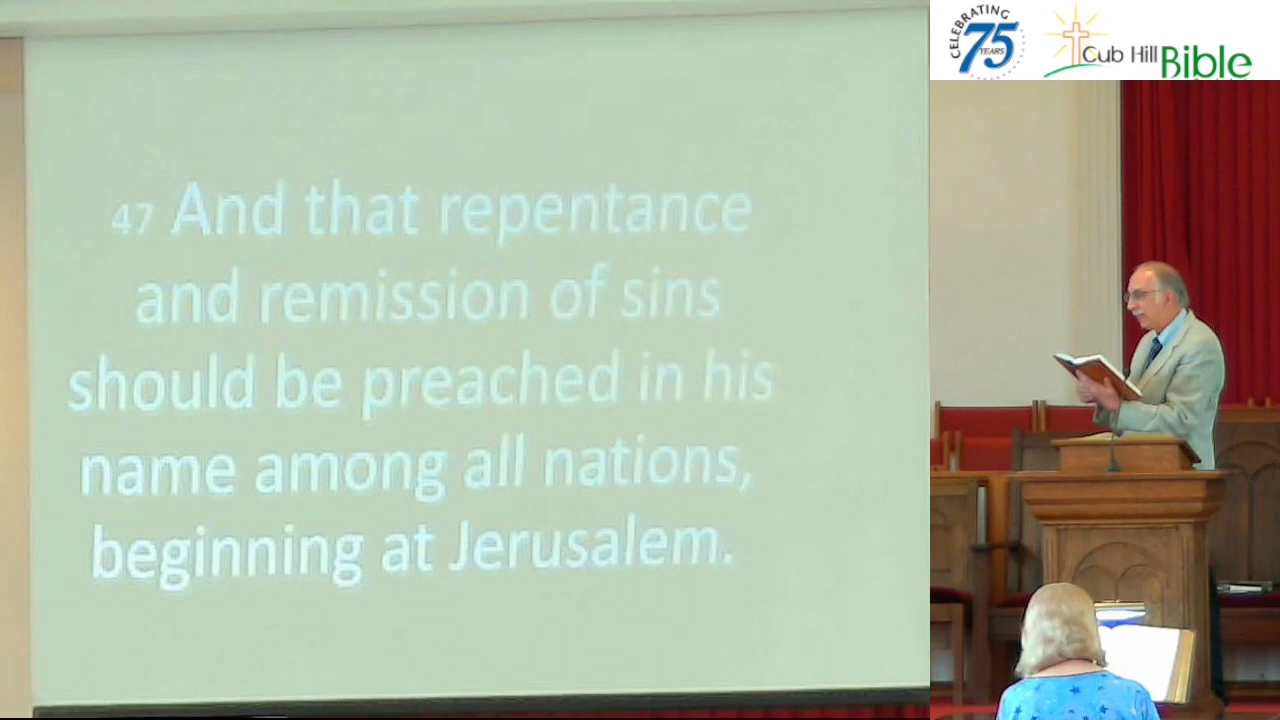 47 And that repentance
and remission of sins
should be preached in his
name among all nations,
beginning at Jerusalem.
CELEBRATING
75
YEARS
Cub Hill Bible